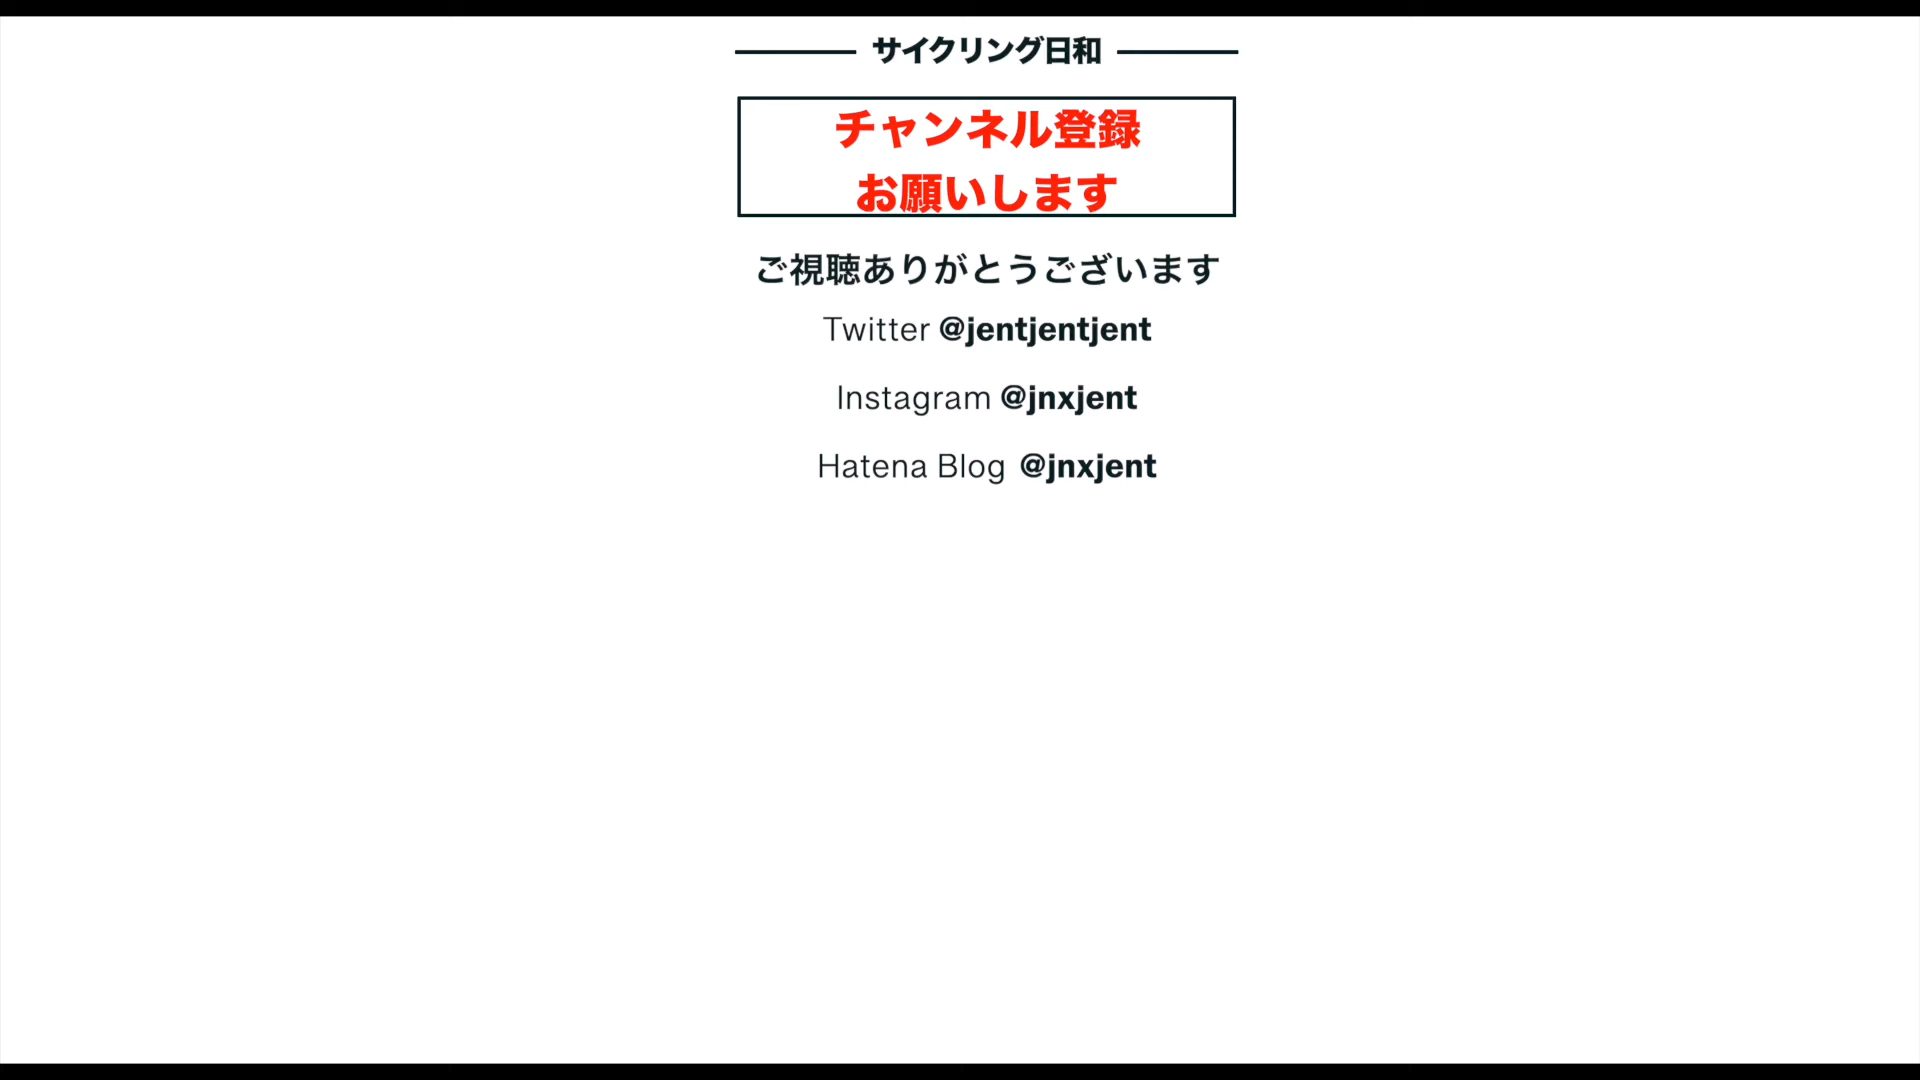 サイクリング日和
チャンネル登録
お願いします
ご視聴ありがとうございます
Twitter @jentjentjent
Instagram @jnxjent
Hatena Blog @jnxjent